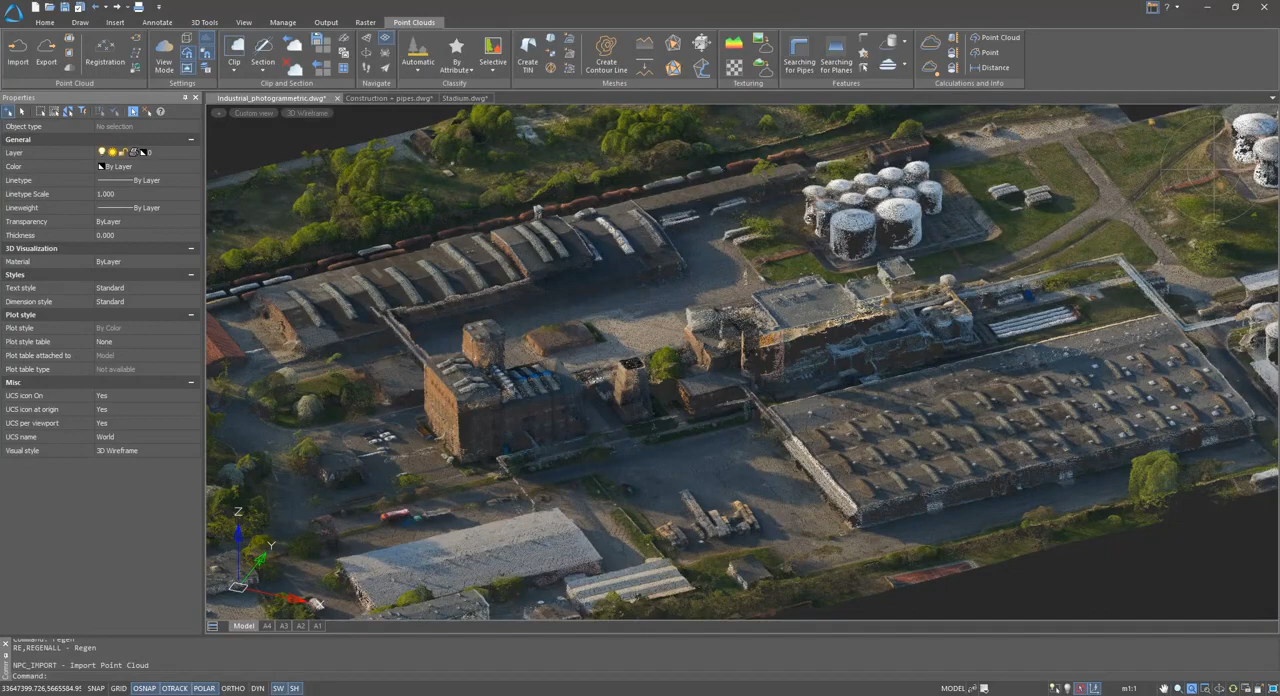 Home Draw Insert Annotate 3D Tools View Manage Output Raster Point Clouds
Import Export Registration View Mode Clip Section Automatic By Attribute Selective Create TIN Create Contour Line Searching for Pipes Searching for Planes Point Cloud
Point
Distance
Point Cloud Settings Clip and Section Navigate Classify Meshes Texturing Features Calculations and Info
Properties
Industrial_photogrammetric.dwg* Construction + pipes.dwg* Stadium.dwg*
+ Custom view 3D Wireframe
Object type No selection
General
Layer 0
Color By Layer
Linetype By Layer
Linetype Scale 1.000
Lineweight By Layer
Transparency ByLayer
Thickness 0.000
3D Visualization
Material ByLayer
Styles
Text style Standard
Dimension style Standard
Plot style
Plot style By Color
Plot style table None
Plot table attached to Model
Plot table type Not available
Misc
UCS icon On Yes
UCS icon at origin Yes
UCS per viewport Yes
UCS name World
Visual style 3D Wireframe
Z
Y
Model A4 A3 A2 A1
Command: regen
RE,REGENALL - Regen
NPC_IMPORT - Import Point Cloud
Command:
33647399.726,5665584.95 SNAP GRID OSNAP OTRACK POLAR ORTHO DYN SW SH MODEL m1:1